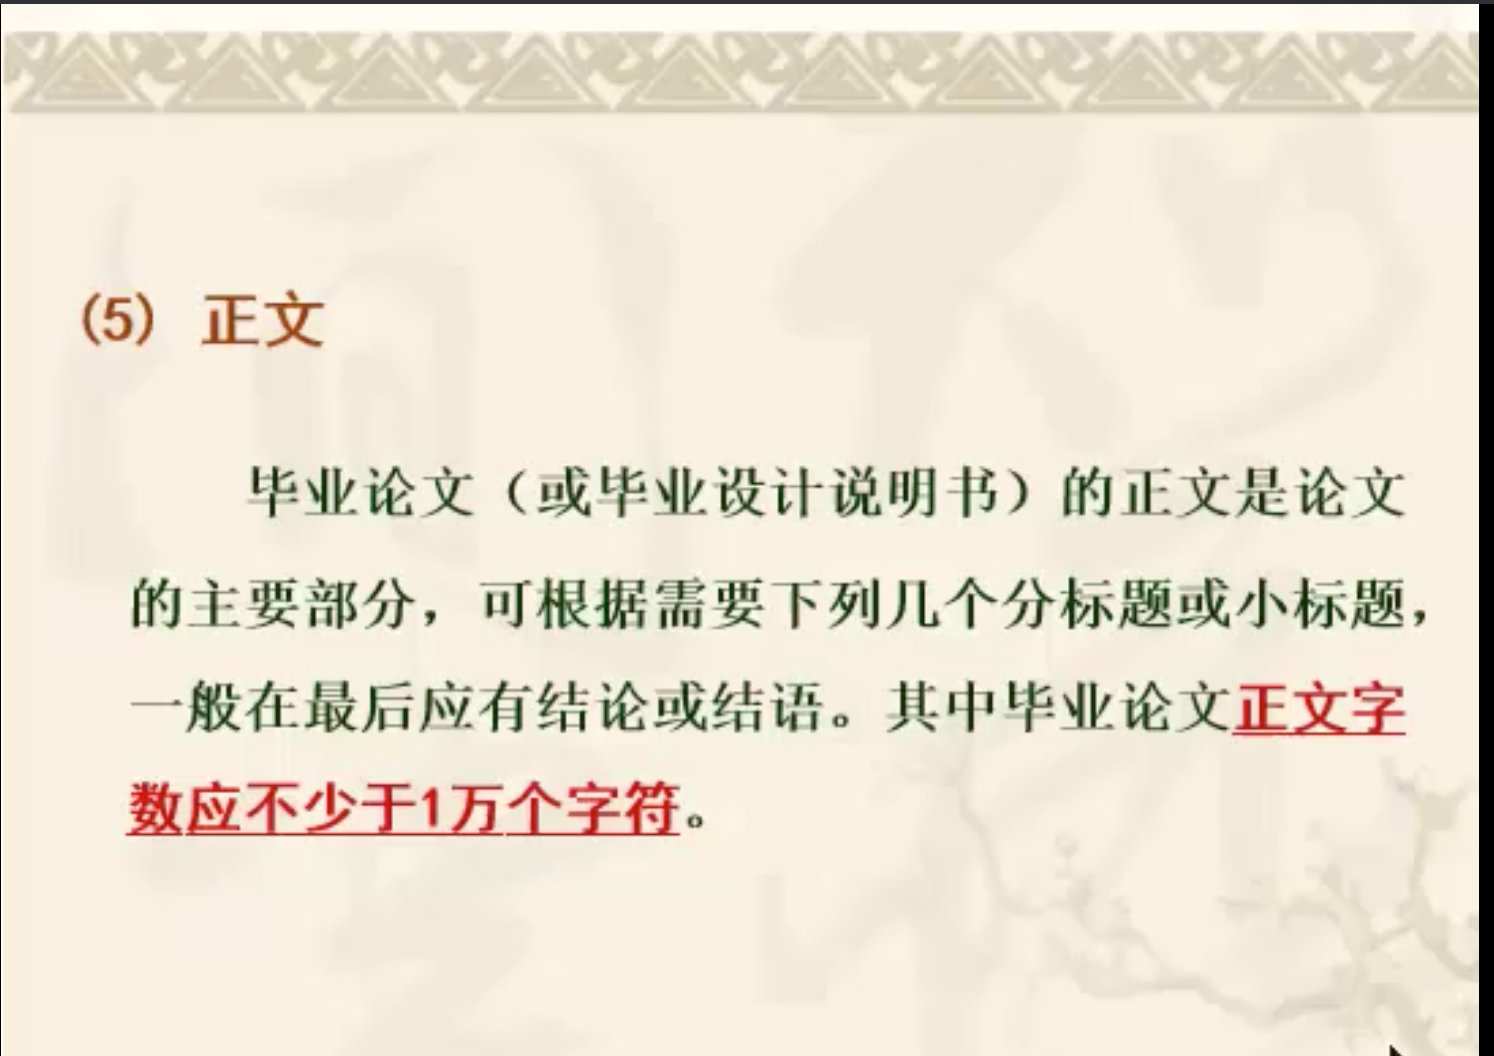 (5) 正文
毕业论文（或毕业设计说明书）的正文是论文
的主要部分，可根据需要下列几个分标题或小标题，
一般在最后应有结论或结语。其中毕业论文正文字
数应不少于1万个字符。